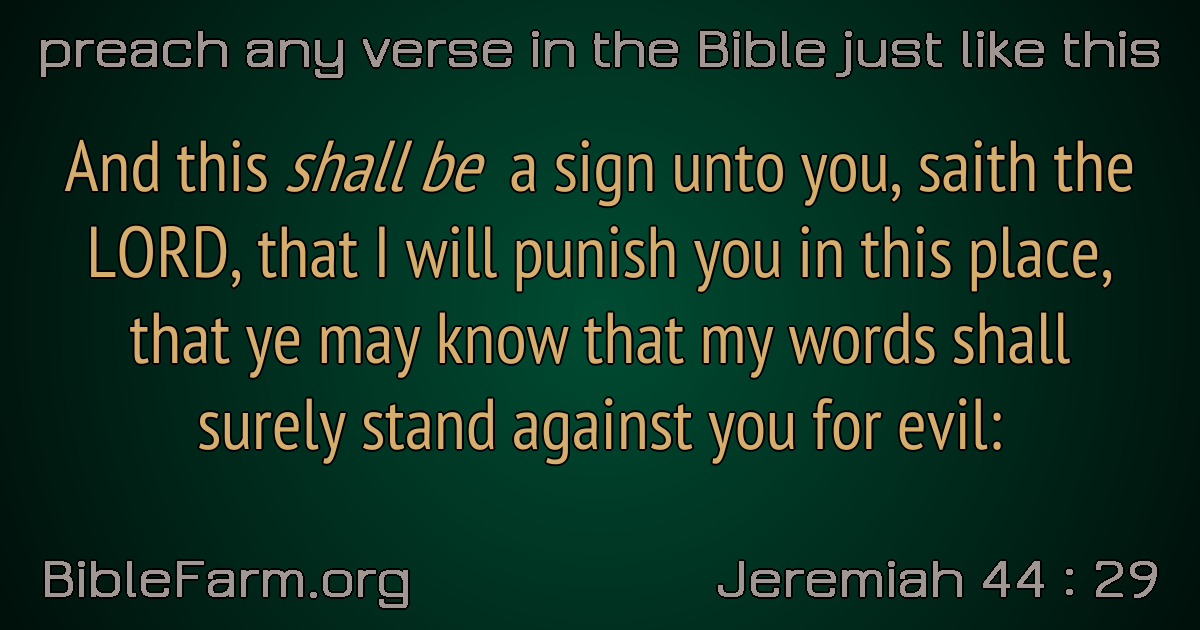 preach any verse in the Bible just like this
And this shall be a sign unto you, saith the
LORD, that I will punish you in this place,
that ye may know that my words shall
surely stand against you for evil:
BibleFarm.org
Jeremiah 44 : 29